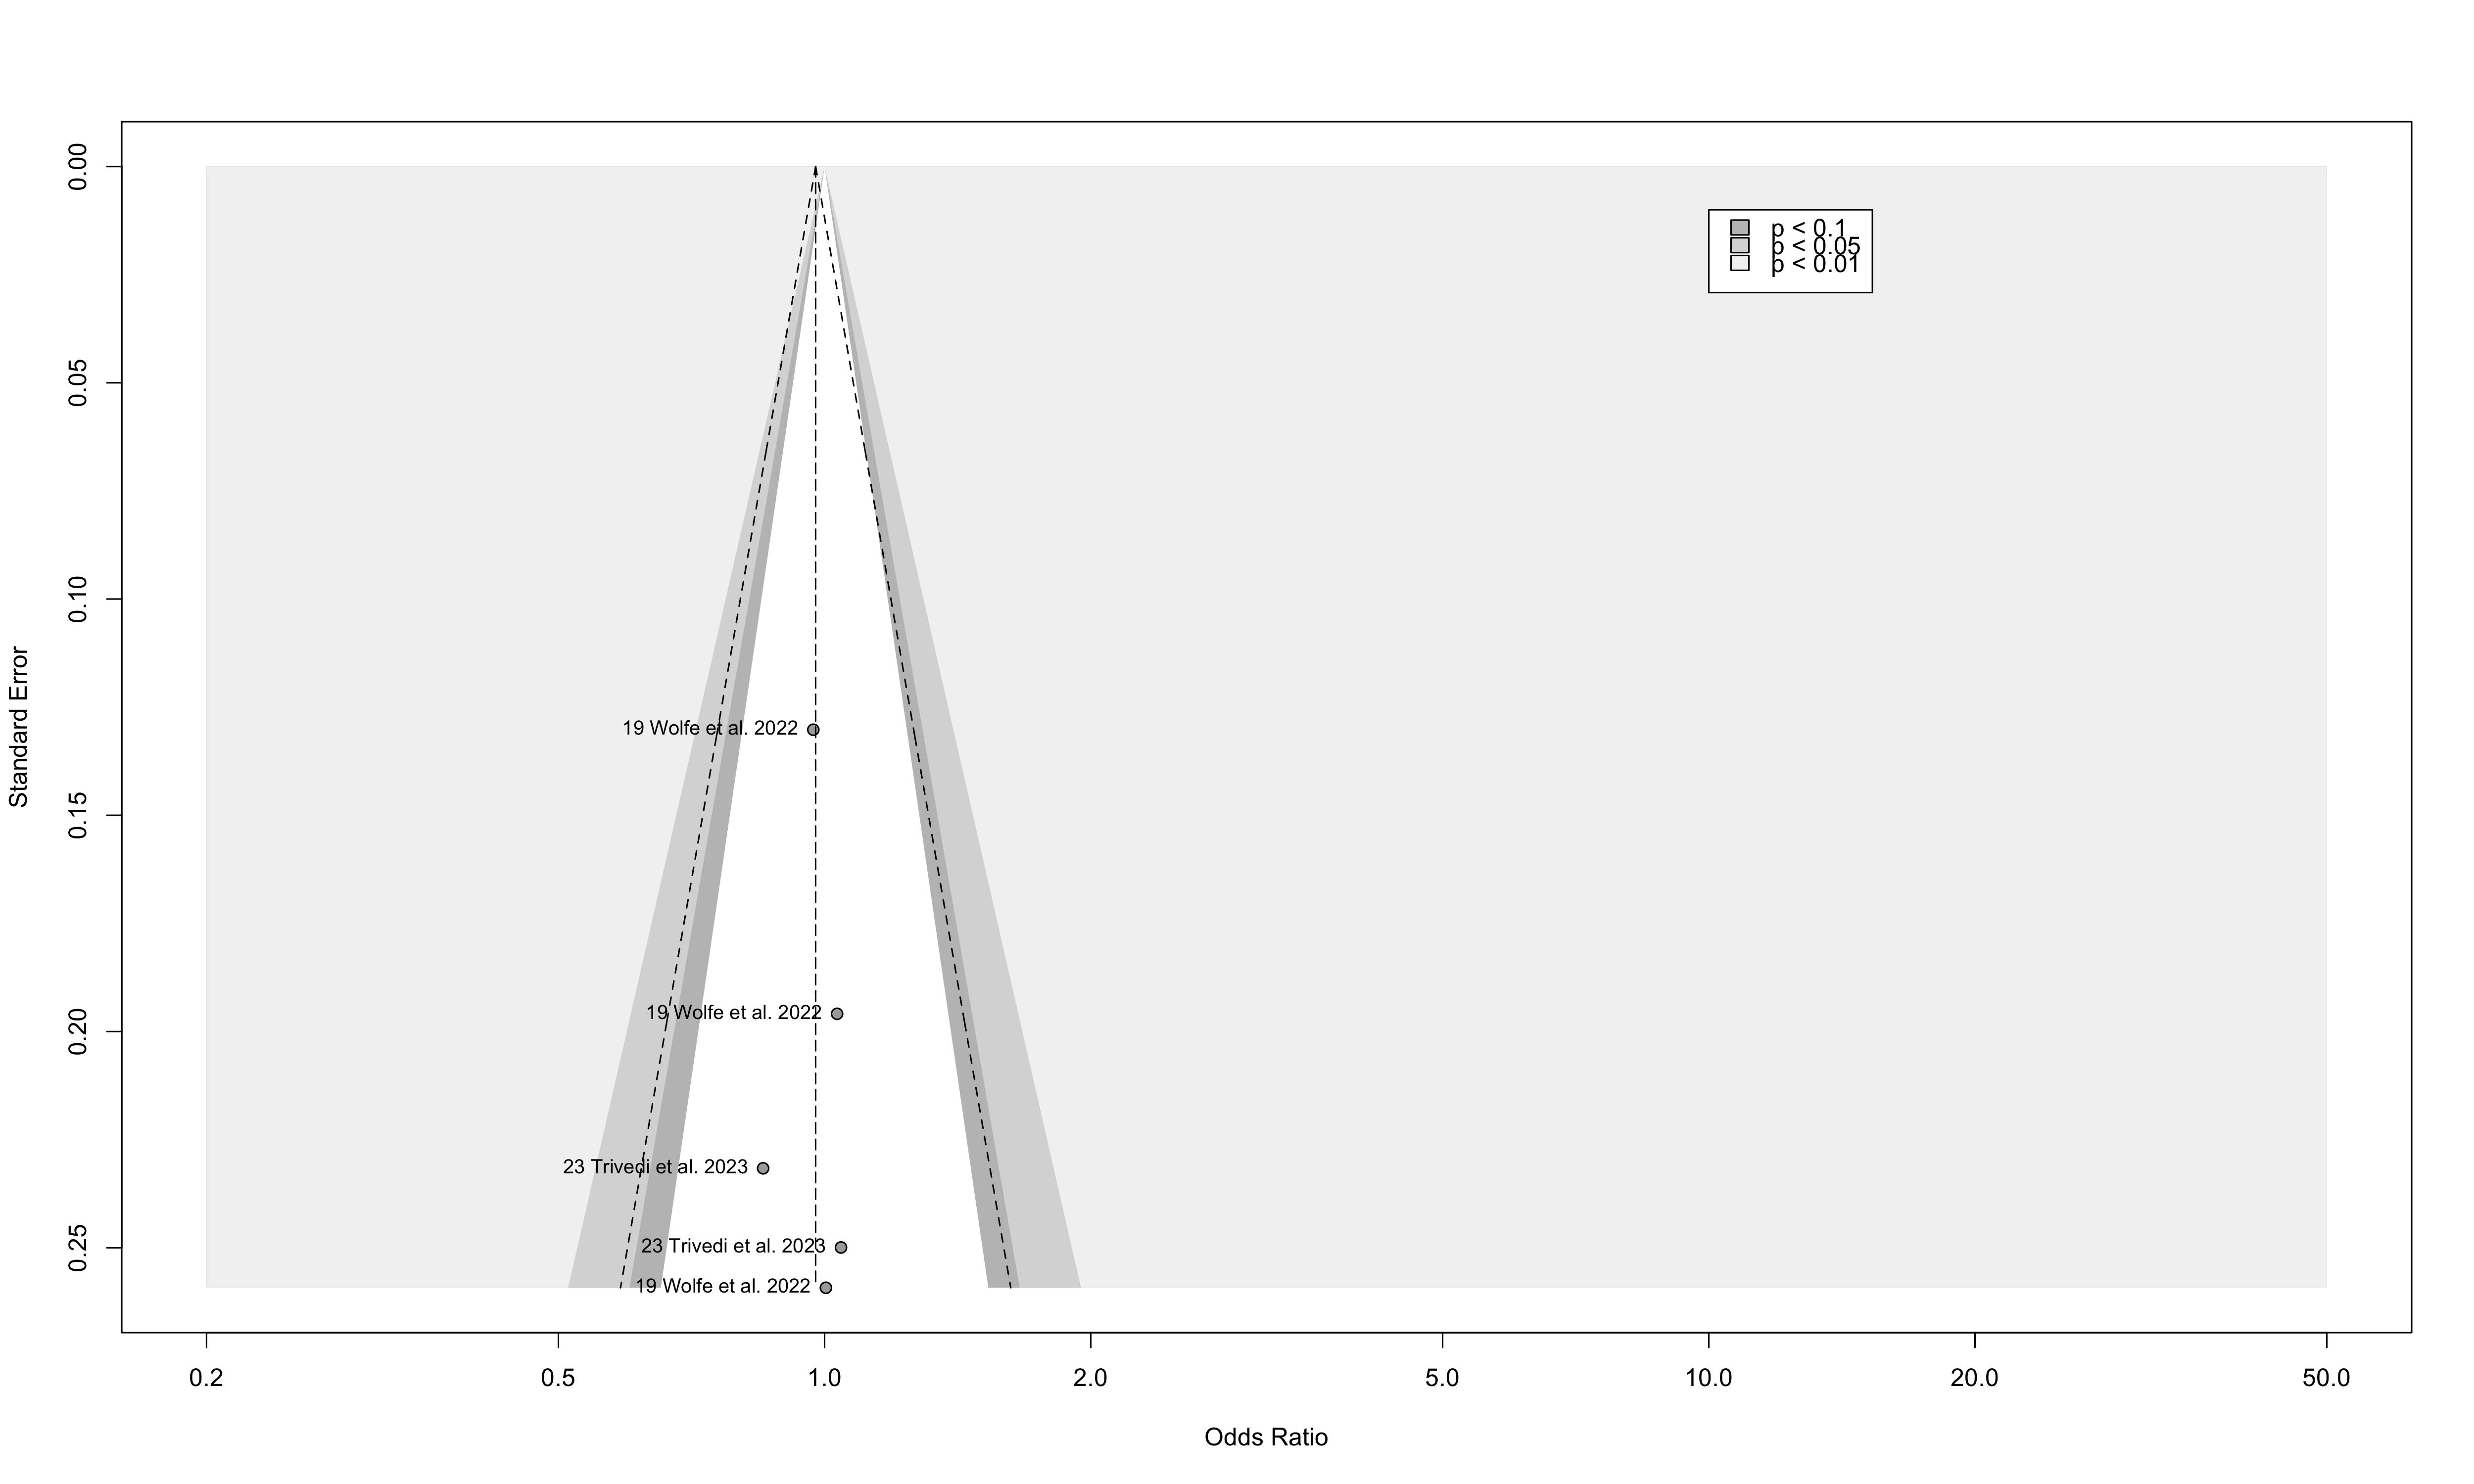 0.00
0.05
0.10
0.15
0.20
0.25
Standard Error
p < 0.1
p < 0.05
p < 0.01
19 Wolfe et al. 2022
19 Wolfe et al. 2022
23 Trivedi et al. 2023
23 Trivedi et al. 2023
19 Wolfe et al. 2022
0.2 0.5 1.0 2.0 5.0 10.0 20.0 50.0
Odds Ratio